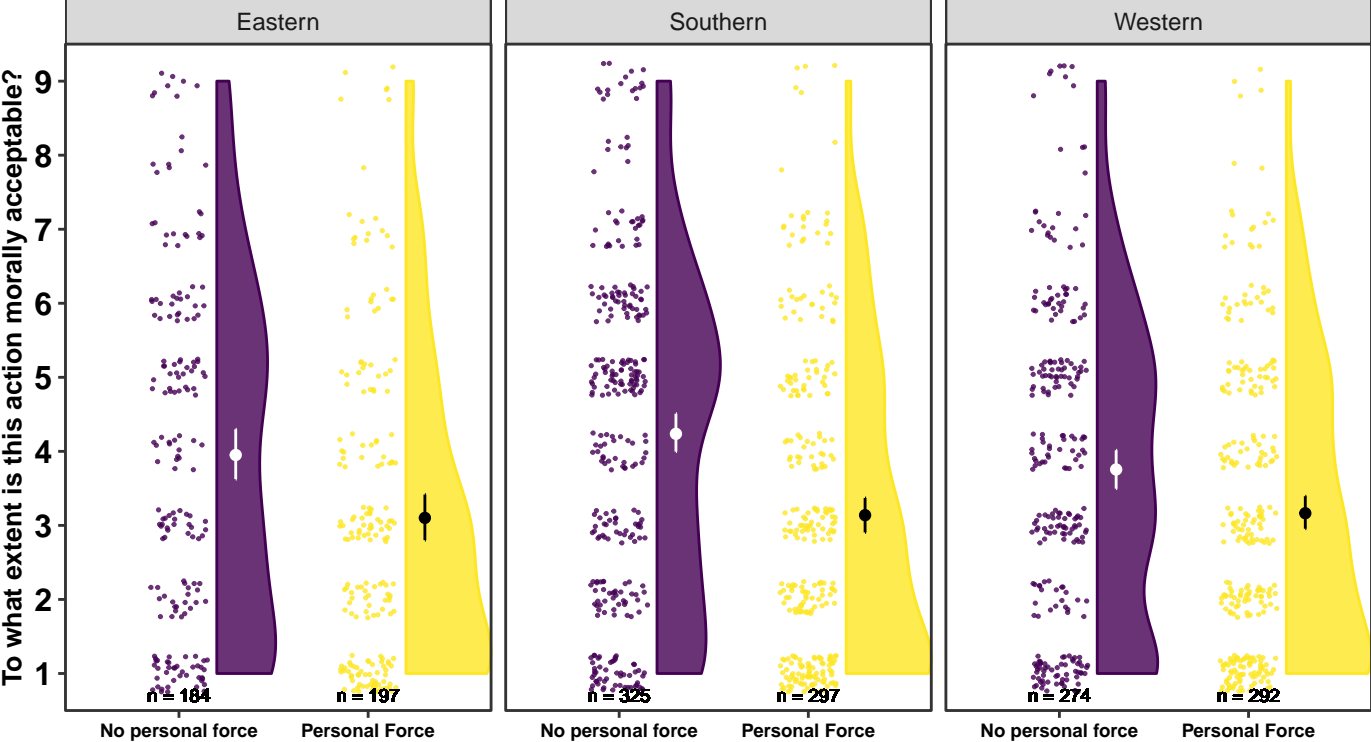 Eastern
Southern
Western
To what extent is this action morally acceptable?
9
8
7
6
5
4
3
2
1
n = 184
n = 197
n = 325
n = 297
n = 274
n = 292
No personal force
Personal Force
No personal force
Personal Force
No personal force
Personal Force